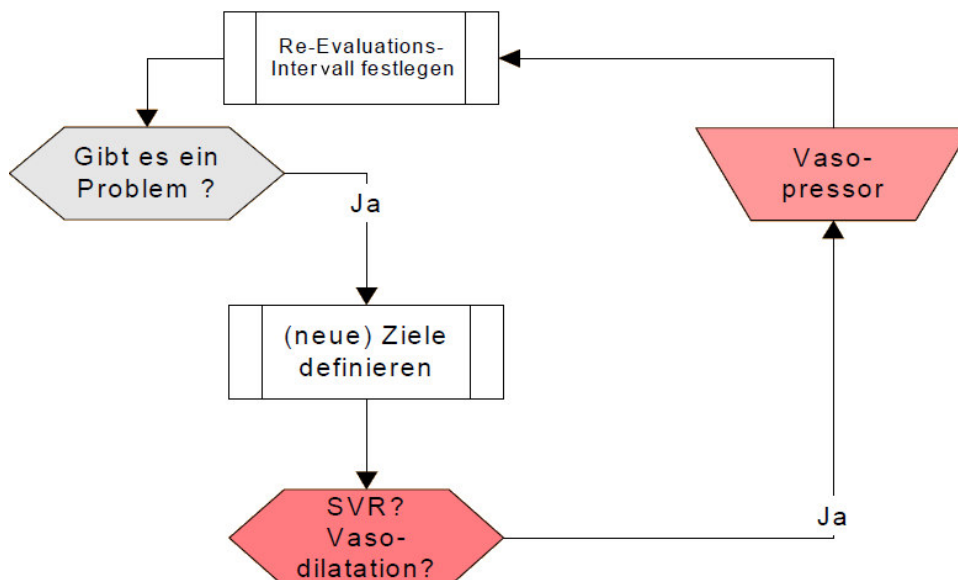 Re-Evaluations-
Intervall festlegen
Gibt es ein
Problem ?
Vaso-
pressor
Ja
(neue) Ziele
definieren
SVR?
Vaso-
dilatation?
Ja